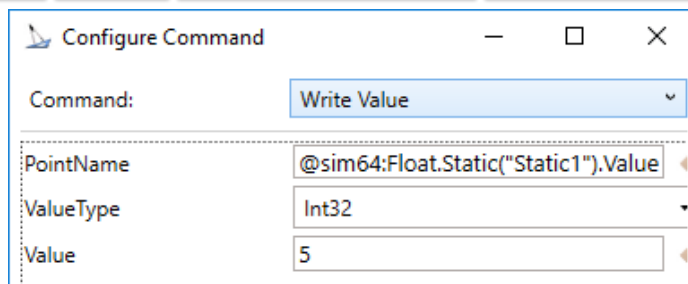 Configure Command
Command: Write Value
PointName @sim64:Float.Static("Static1").Value
ValueType Int32
Value 5